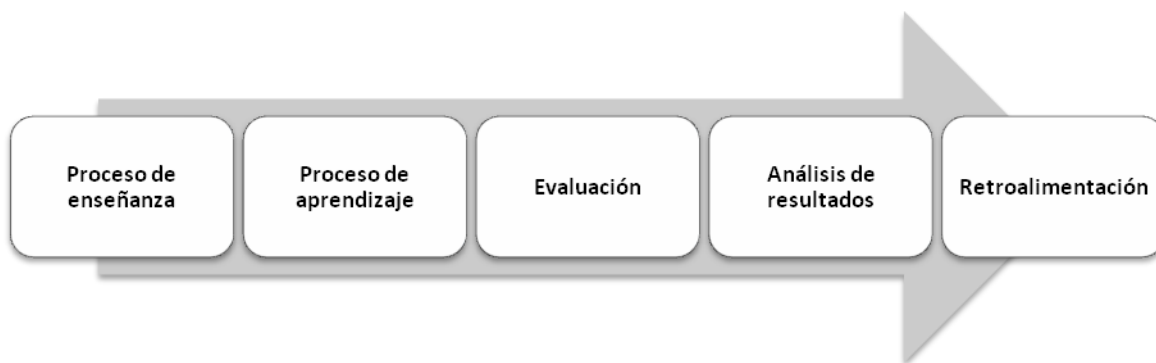 Proceso de
enseñanza
Proceso de
aprendizaje
Evaluación
Análisis de
resultados
Retroalimentación